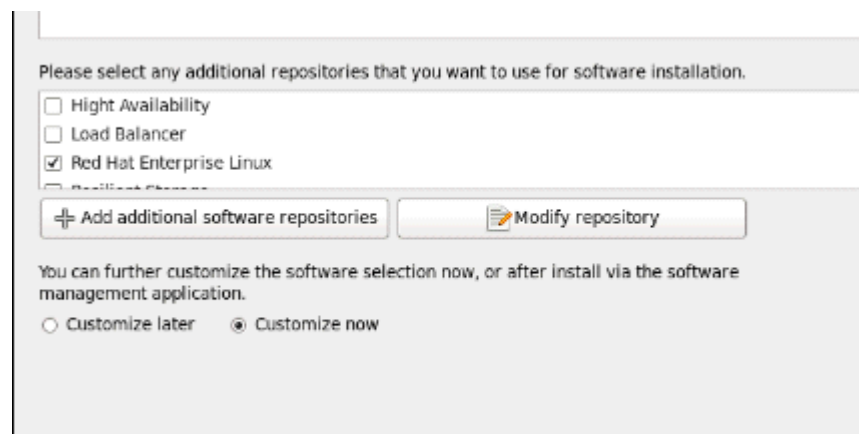 Please select any additional repositories that you want to use for software installation.
Hight Availability
Load Balancer
Red Hat Enterprise Linux
Resilient Storage
Add additional software repositories
Modify repository
You can further customize the software selection now, or after install via the software
management application.
Customize later
Customize now